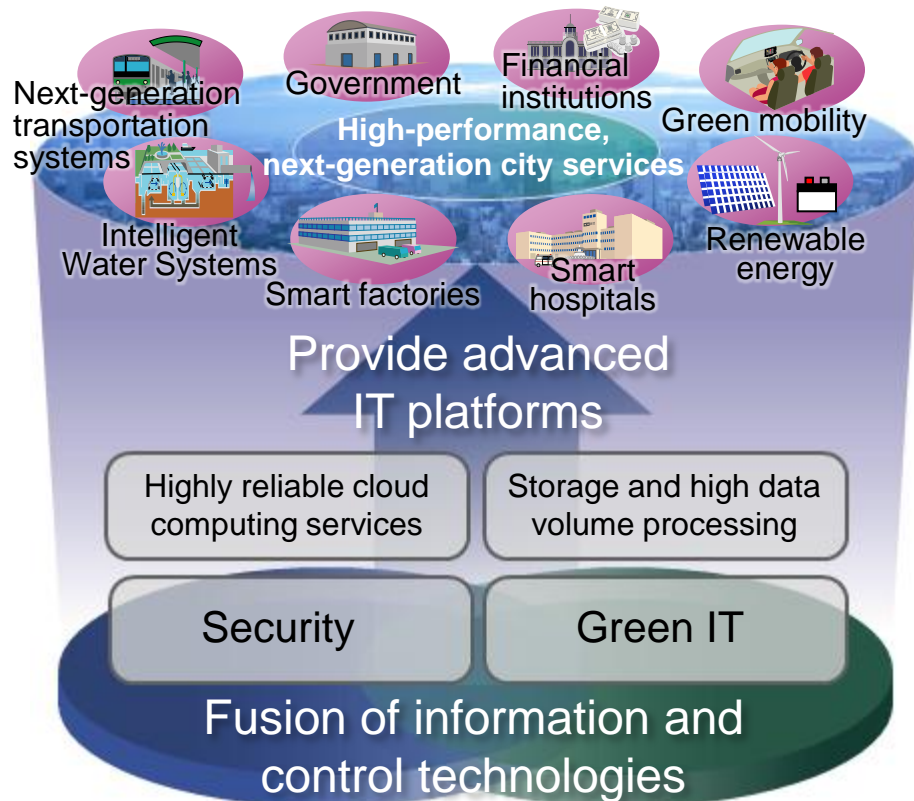 Government
Financial
institutions
Next-generation
transportation
systems
Green mobility
High-performance,
next-generation city services
Intelligent
Water Systems
Smart factories
Smart
hospitals
Renewable
energy
Provide advanced
IT platforms
Highly reliable cloud
computing services
Storage and high data
volume processing
Security
Green IT
Fusion of information and
control technologies